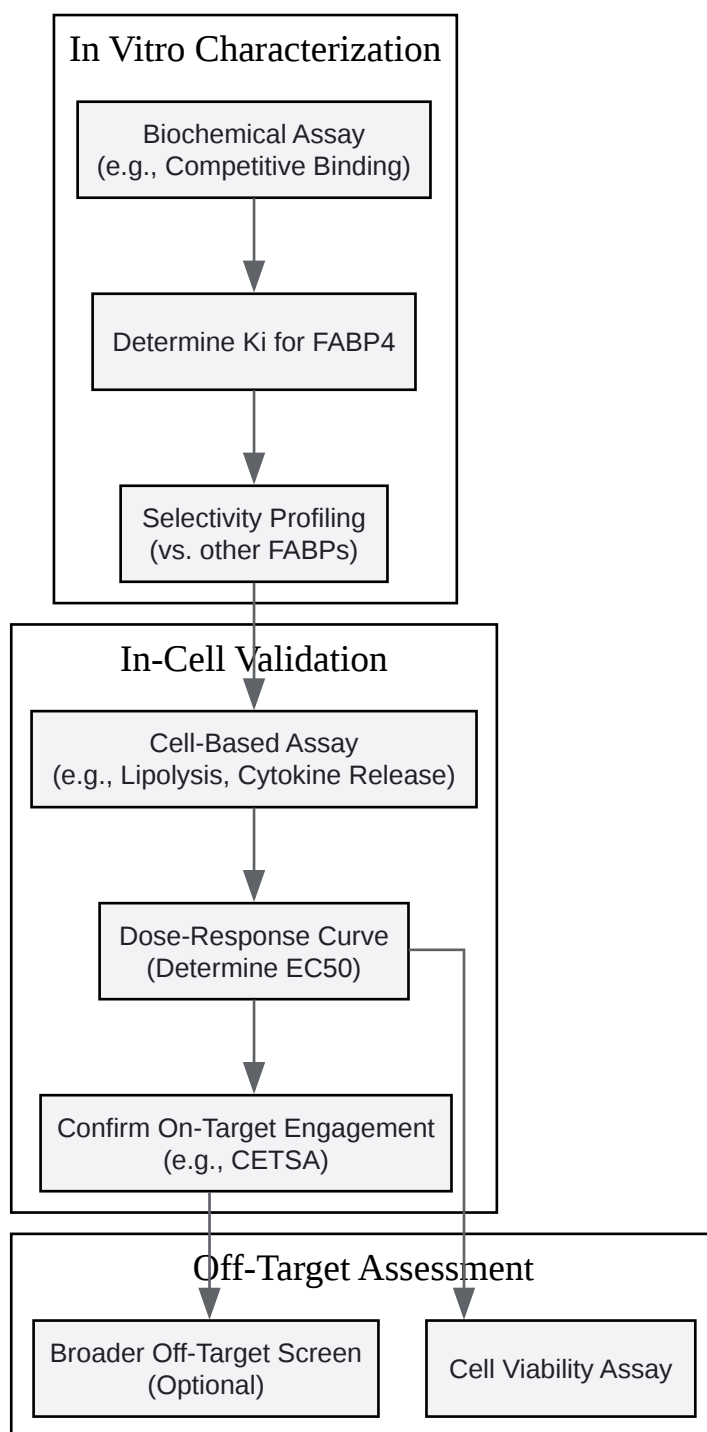 In Vitro Characterization
Biochemical Assay
(e.g., Competitive Binding)
Determine Ki for FABP4
Selectivity Profiling
(vs. other FABPs)
In-Cell Validation
Cell-Based Assay
(e.g., Lipolysis, Cytokine Release)
Dose-Response Curve
(Determine EC50)
Confirm On-Target Engagement
(e.g., CETSA)
Off-Target Assessment
Broader Off-Target Screen
(Optional)
Cell Viability Assay